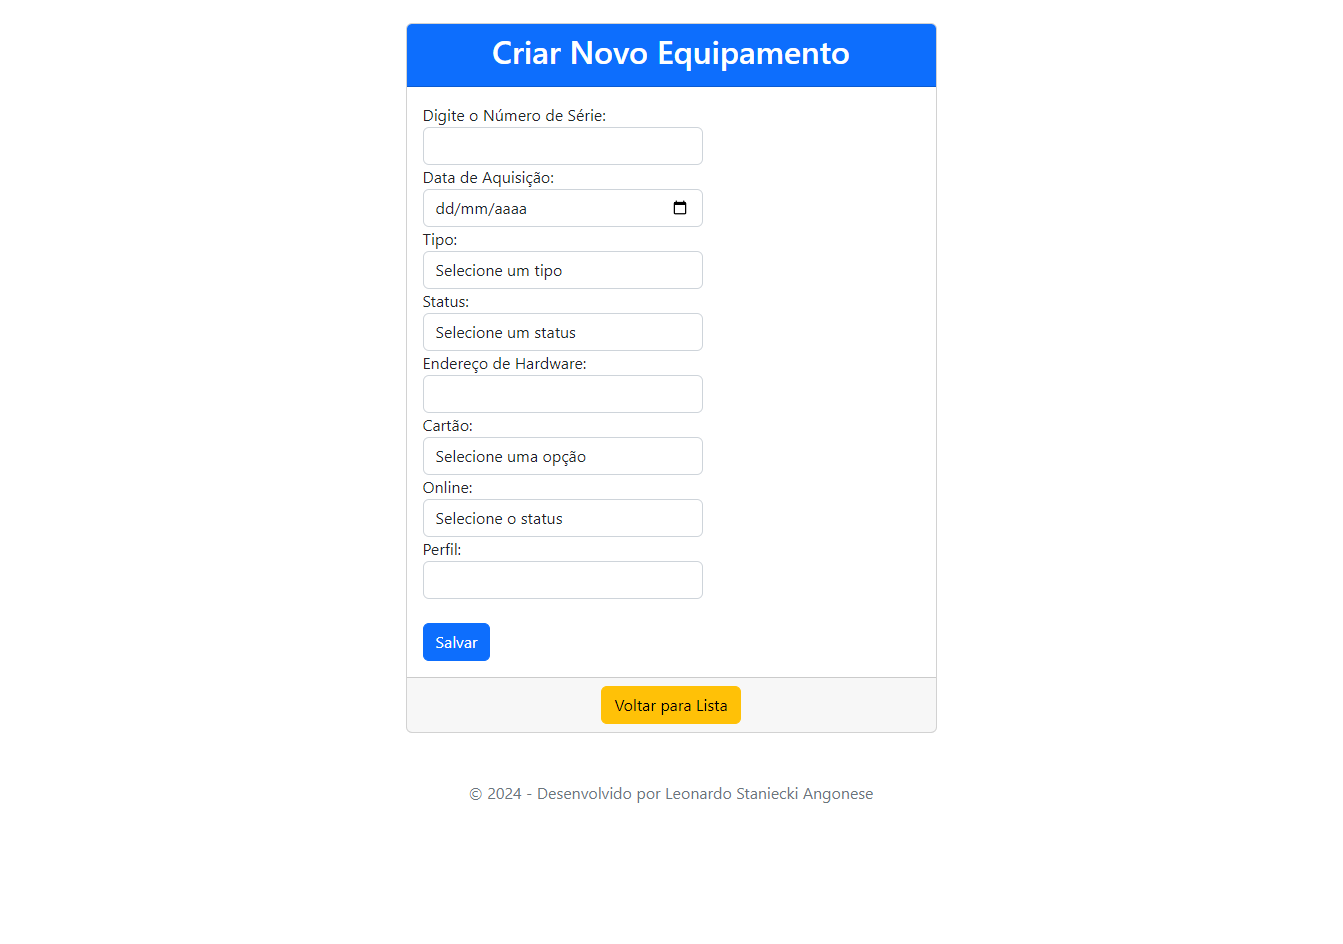 Criar Novo Equipamento
Digite o Número de Série:
Data de Aquisição:
dd/mm/aaaa
Tipo:
Selecione um tipo
Status:
Selecione um status
Endereço de Hardware:
Cartão:
Selecione uma opção
Online:
Selecione o status
Perfil:
Salvar
Voltar para Lista
© 2024 - Desenvolvido por Leonardo Staniecki Angonese